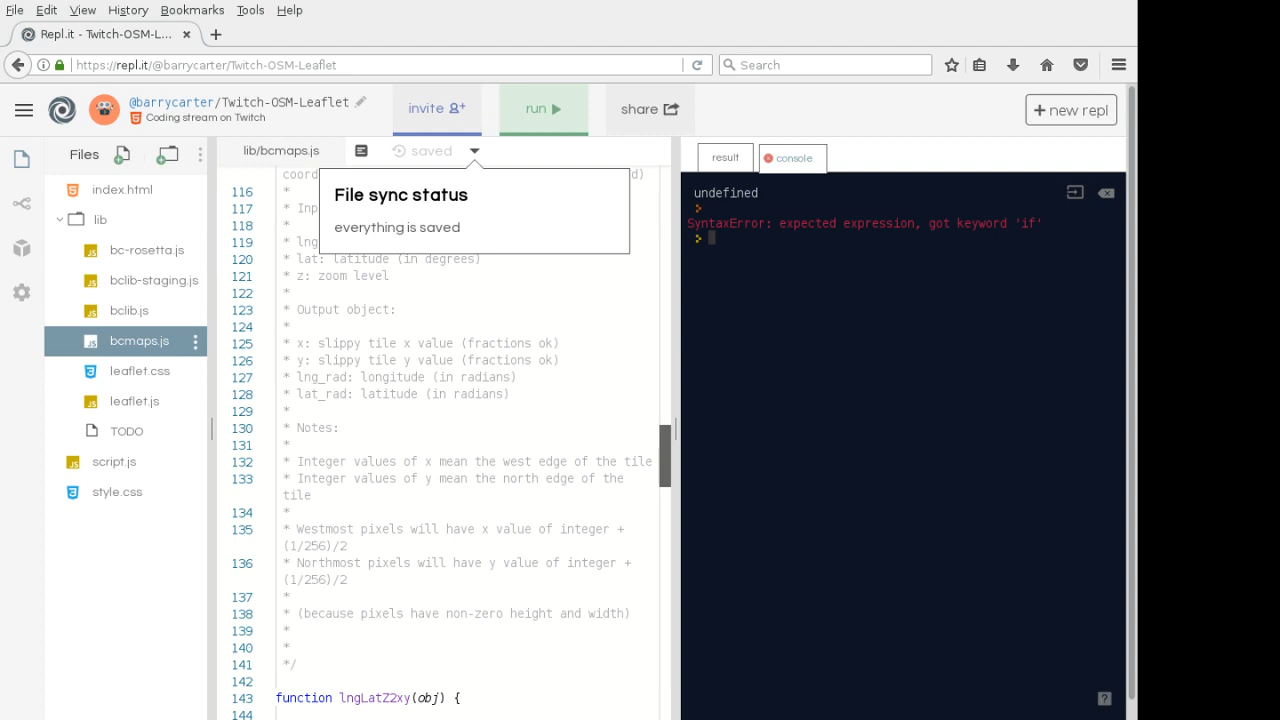 File Edit View History Bookmarks Tools Help
Repl.it - Twitch-OSM-L... × +
https://repl.it/@barrycarter/Twitch-OSM-Leaflet Search
@barrycarter/Twitch-OSM-Leaflet
Coding stream on Twitch
invite
run
share
+ new repl
Files
lib/bcmaps.js
saved
result
console
index.html
lib
bc-rosetta.js
bclib-staging.js
bclib.js
bcmaps.js
leaflet.css
leaflet.js
TODO
script.js
style.css
File sync status
everything is saved
coord d)
116 *
117 * Inp
118 *
119 * lng
120 * lat: latitude (in degrees)
121 * z: zoom level
122 *
123 * Output object:
124 *
125 * x: slippy tile x value (fractions ok)
126 * y: slippy tile y value (fractions ok)
127 * lng_rad: longitude (in radians)
128 * lat_rad: latitude (in radians)
129 *
130 * Notes:
131 *
132 * Integer values of x mean the west edge of the tile
133 * Integer values of y mean the north edge of the
tile
134 *
135 * Westmost pixels will have x value of integer +
(1/256)/2
136 * Northmost pixels will have y value of integer +
(1/256)/2
137 *
138 * (because pixels have non-zero height and width)
139 *
140 *
141 */
142
143 function lngLatZ2xy(obj) {
144
undefined
>
SyntaxError: expected expression, got keyword 'if'
>
?